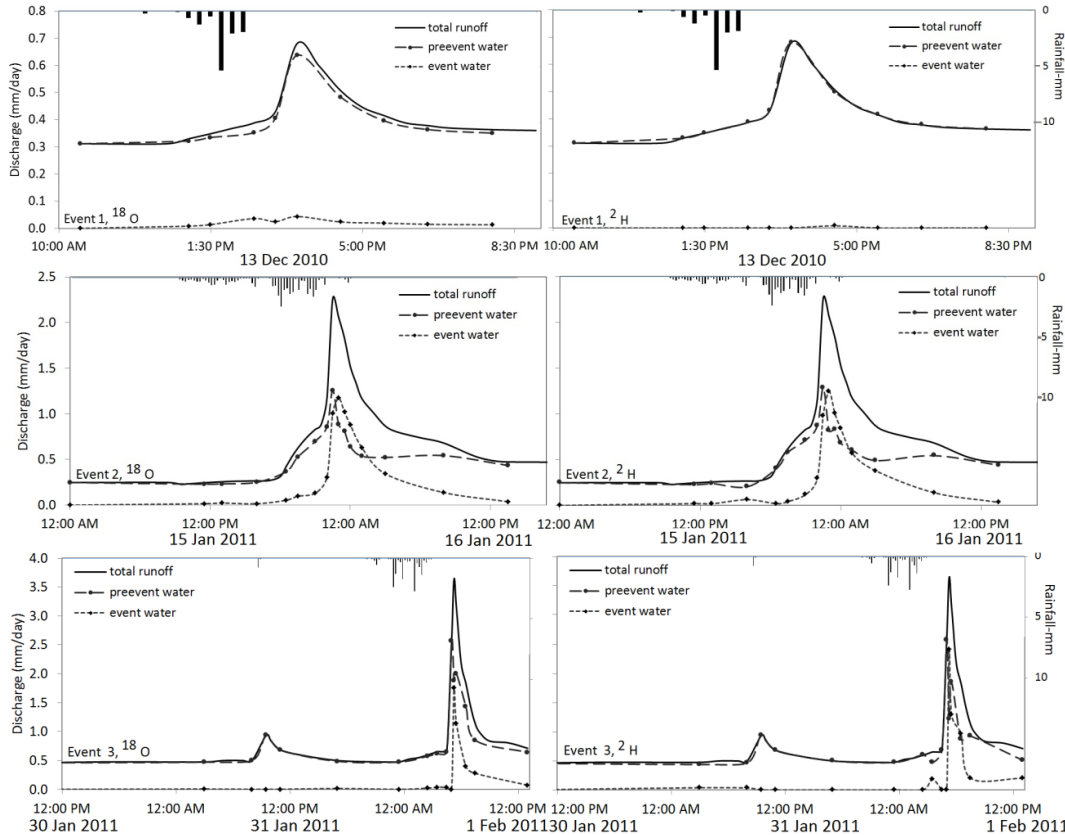 0.8
0.7
0.6
0.5
0.4
0.3
0.2
0.1
0.0
Discharge (mm/day)
total runoff
preevent water
event water
Event 1, 18 O
10:00 AM 1:30 PM 5:00 PM 8:30 PM
13 Dec 2010
total runoff
preevent water
event water
0
5
10
Rainfall-mm
Event 1, 2 H
10:00 AM 1:30 PM 5:00 PM 8:30 PM
13 Dec 2010
2.5
2.0
1.5
1.0
0.5
0.0
Discharge (mm/day)
total runoff
preevent water
event water
Event 2, 18 O
12:00 AM 12:00 PM 12:00 AM 12:00 PM
15 Jan 2011 16 Jan 2011
total runoff
preevent water
event water
0
5
10
Rainfall-mm
Event 2, 2 H
12:00 AM 12:00 PM 12:00 AM 12:00 PM
15 Jan 2011 16 Jan 2011
4.0
3.5
3.0
2.5
2.0
1.5
1.0
0.5
0.0
Discharge (mm/day)
total runoff
preevent water
event water
Event 3, 18 O
12:00 PM 12:00 AM 12:00 PM 12:00 AM 12:00 PM
30 Jan 2011 31 Jan 2011 1 Feb 2011
total runoff
preevent water
event water
0
5
10
Rainfall-mm
Event 3, 2 H
12:00 PM 12:00 AM 12:00 PM 12:00 AM 12:00 PM
30 Jan 2011 31 Jan 2011 1 Feb 2011